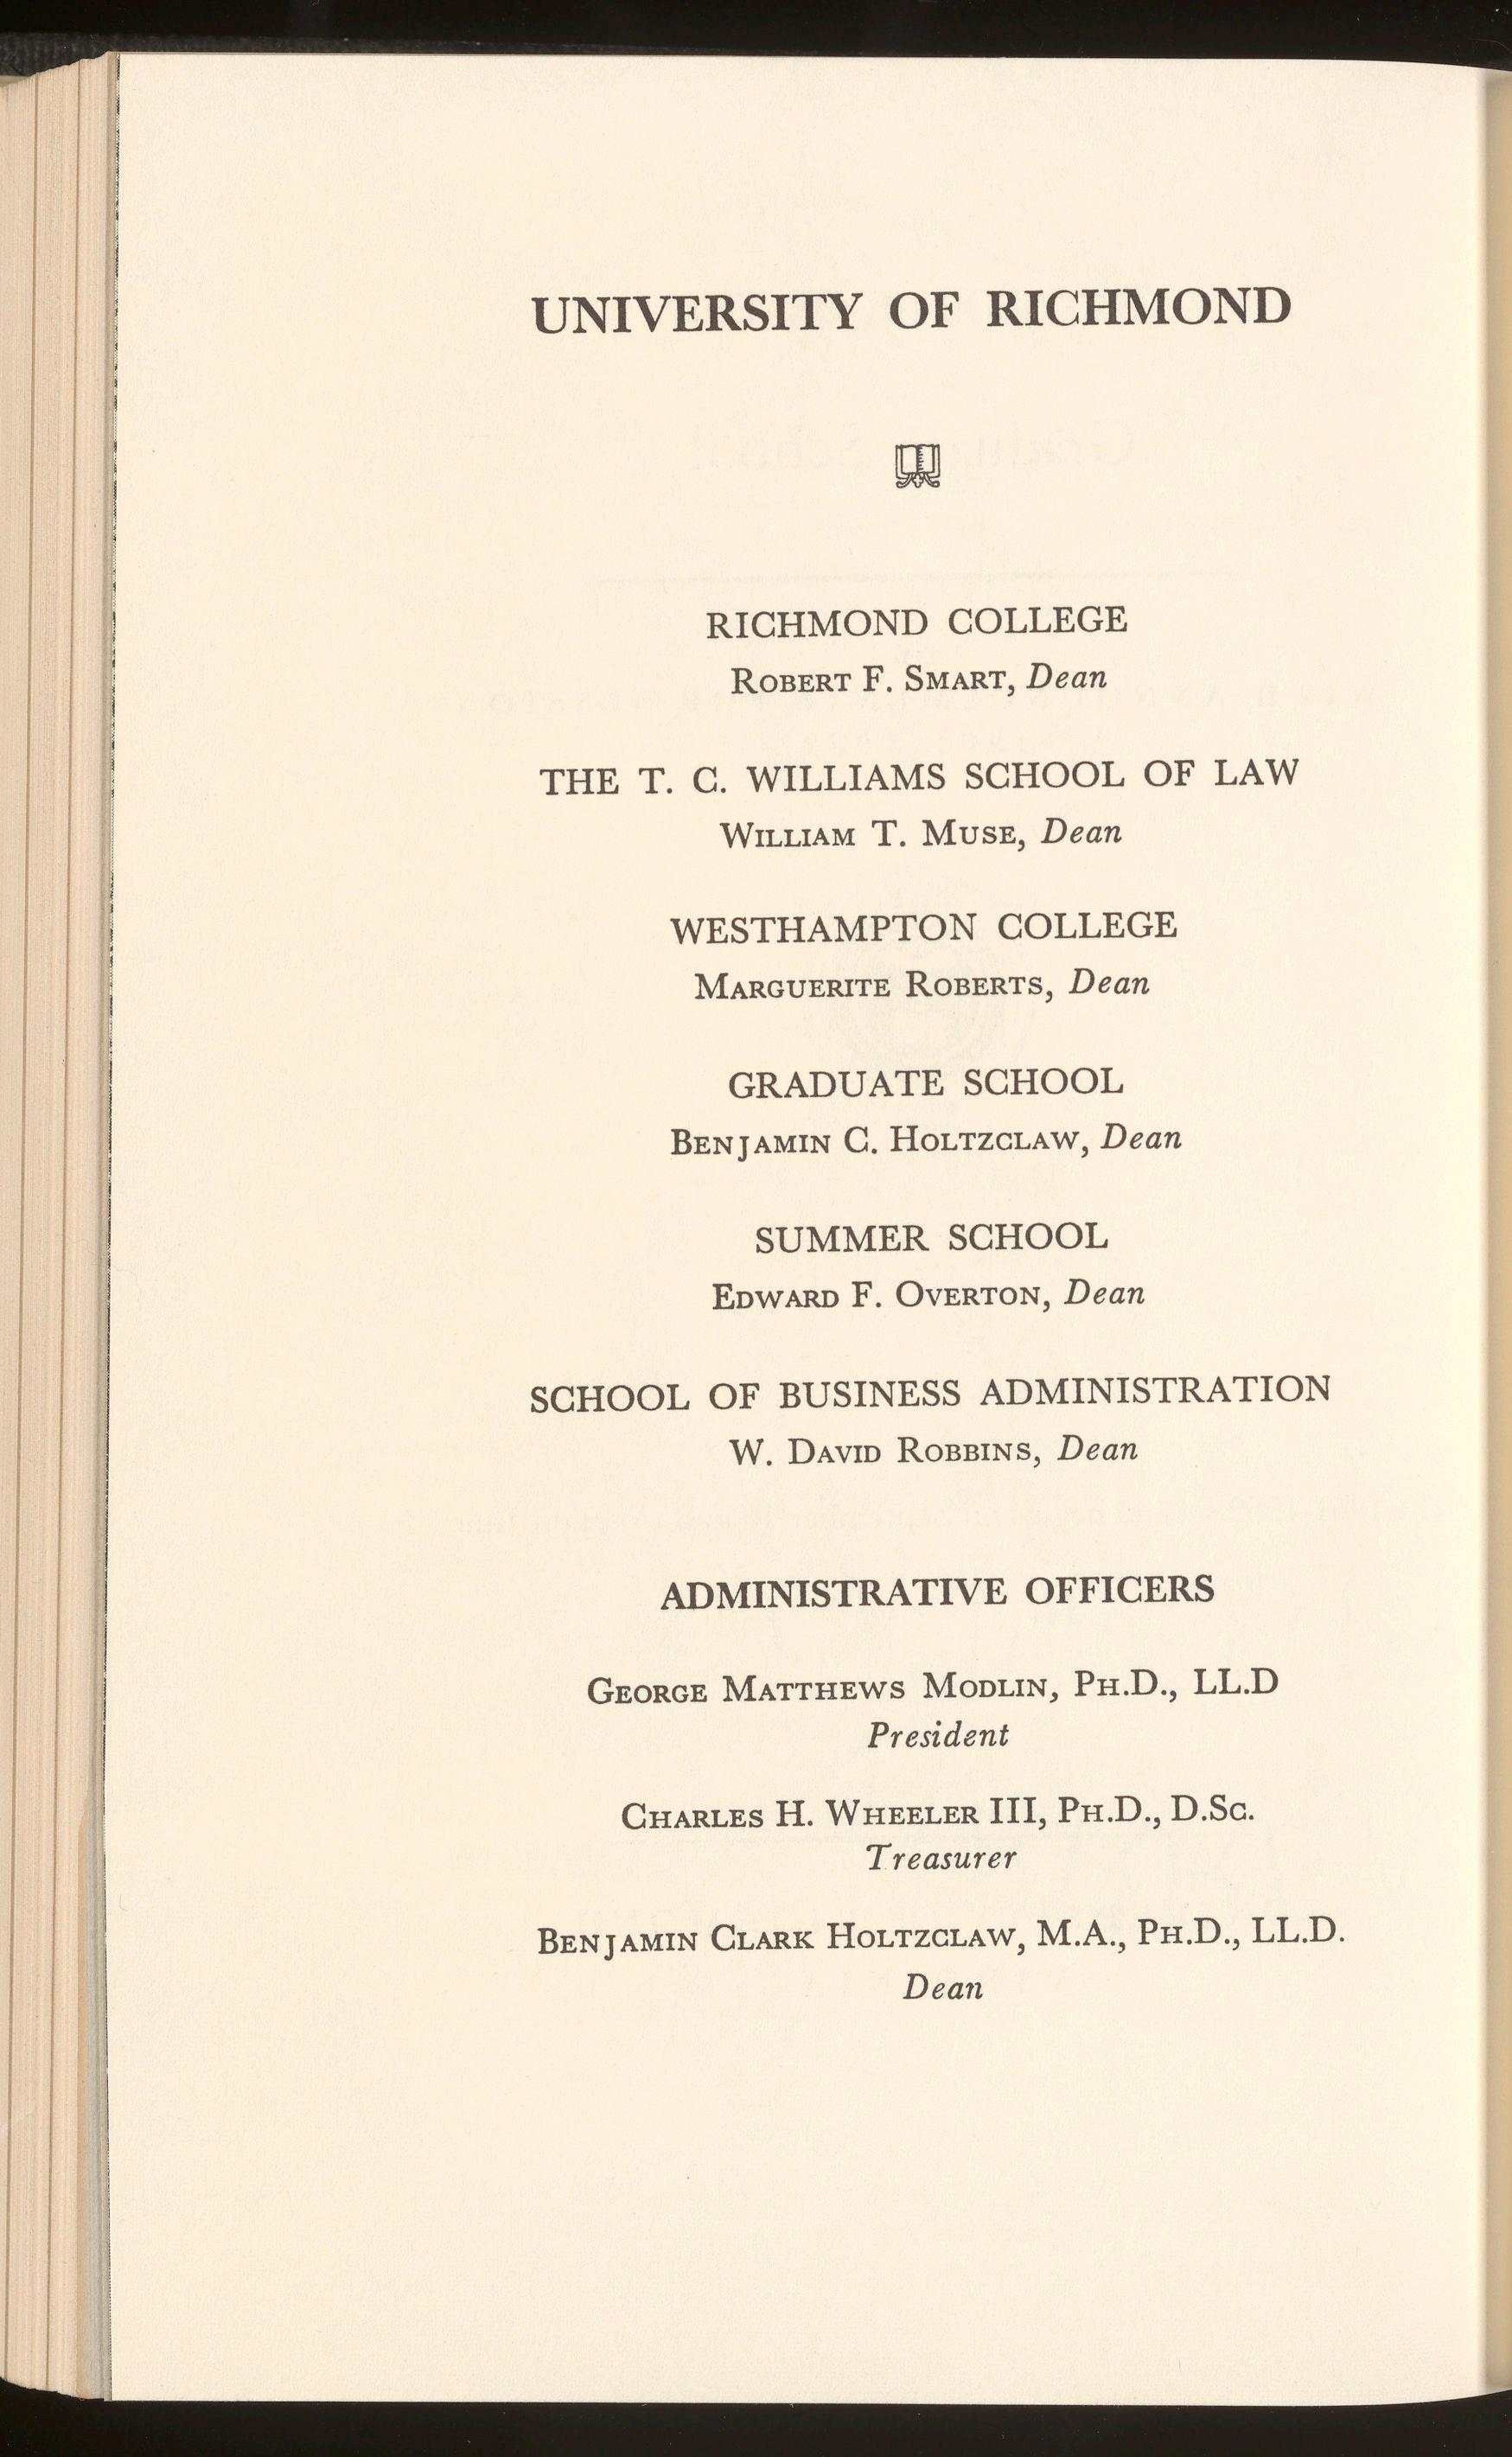 UNIVERSITY OF RICHMOND
RICHMOND COLLEGE
ROBERT F. SMART, Dean
THE T. C. WILLIAMS SCHOOL OF LAW
WILLIAM T. MUSE, Dean
WESTHAMPTON COLLEGE
MARGUERITE ROBERTS, Dean
GRADUATE SCHOOL
BENJAMIN C. HOLTZCLAW, Dean
SUMMER SCHOOL
EDWARD F. OVERTON, Dean
SCHOOL OF BUSINESS ADMINISTRATION
W. DAVID ROBBINS, Dean
ADMINISTRATIVE OFFICERS
GEORGE MATTHEWS MODLIN, PH.D., LL.D
President
CHARLES H. WHEELER III, PH.D., D.SC.
Treasurer
BENJAMIN CLARK HOLTZCLAW, M.A., PH.D., LL.D.
Dean